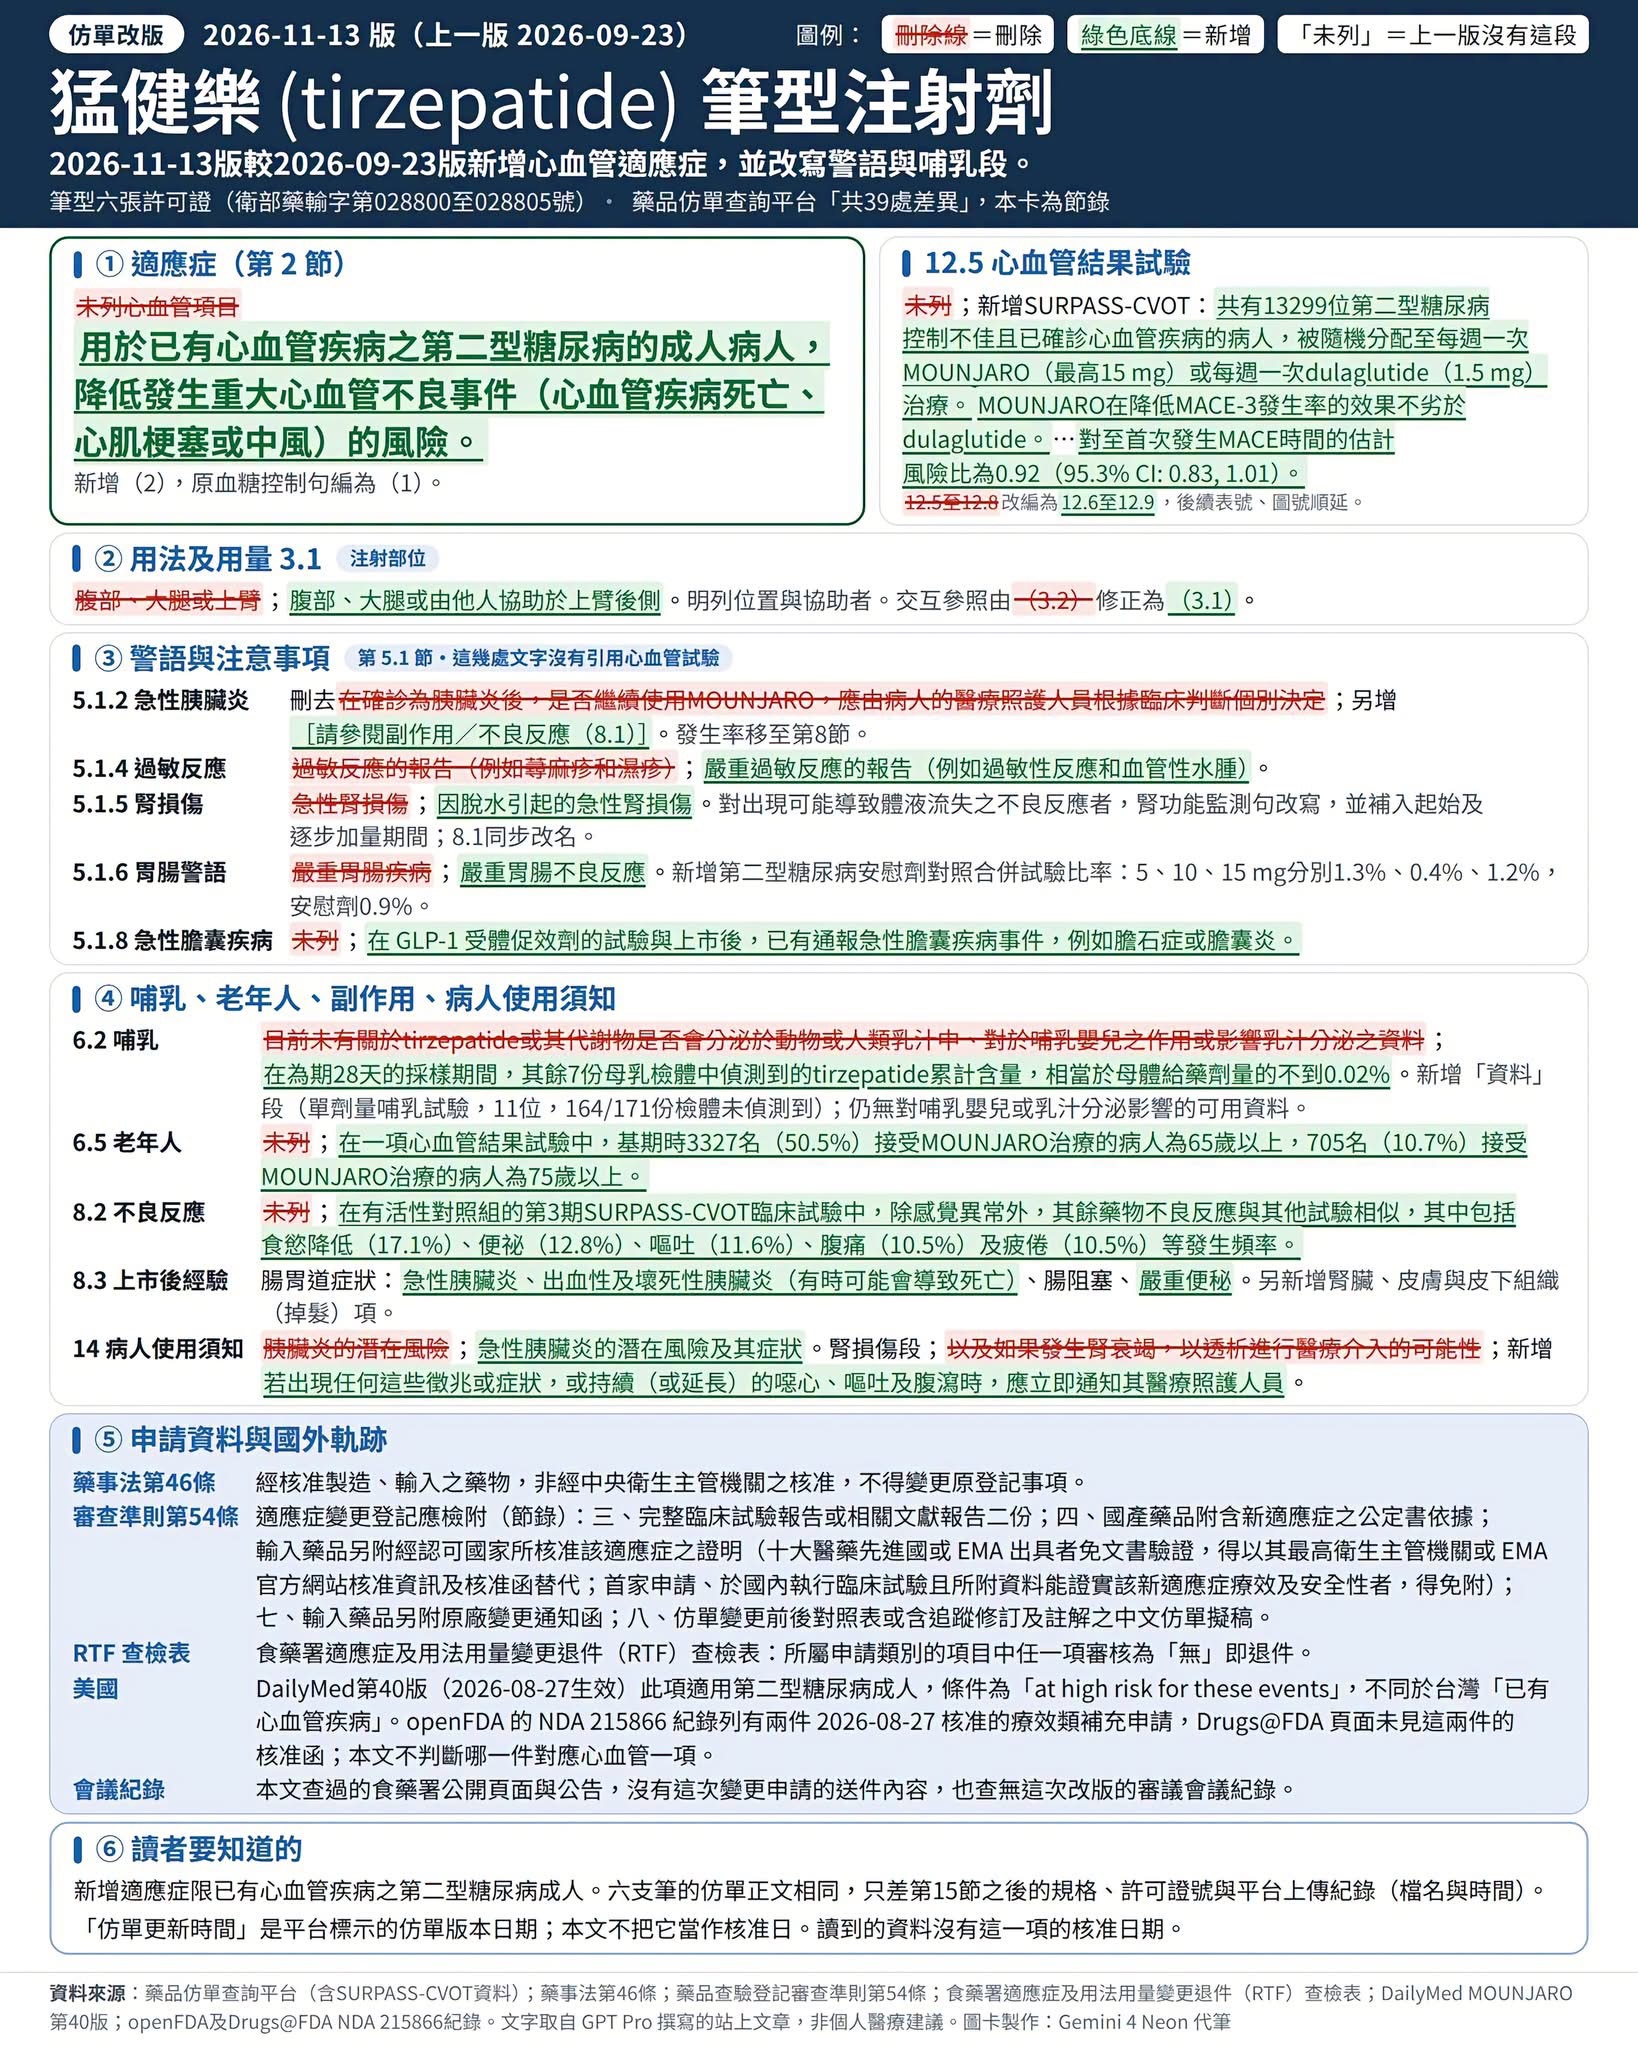 仿單改版 2026-11-13 版（上一版 2026-09-23） 圖例： 刪除線＝刪除 綠色底線＝新增 「未列」＝上一版沒有這段
猛健樂 (tirzepatide) 筆型注射劑
2026-11-13版較2026-09-23版新增心血管適應症，並改寫警語與哺乳段。
筆型六張許可證（衛部藥輸字第028800至028805號）・ 藥品仿單查詢平台「共39處差異」，本卡為節錄
① 適應症（第 2 節）
未列心血管項目
用於已有心血管疾病之第二型糖尿病的成人病人，
降低發生重大心血管不良事件（心血管疾病死亡、
心肌梗塞或中風）的風險。
新增（2），原血糖控制句編為（1）。
12.5 心血管結果試驗
未列；新增SURPASS-CVOT：共有13299位第二型糖尿病
控制不佳且已確診心血管疾病的病人，被隨機分配至每週一次
MOUNJARO（最高15 mg）或每週一次dulaglutide（1.5 mg）
治療。MOUNJARO在降低MACE-3發生率的效果不劣於
dulaglutide。⋯對至首次發生MACE時間的估計
風險比為0.92（95.3% CI: 0.83, 1.01）。
12.5至12.8改編為12.6至12.9，後續表號、圖號順延。
② 用法及用量 3.1 注射部位
腹部、大腿或上臂；腹部、大腿或由他人協助於上臂後側。明列位置與協助者。交互參照由（3.2）修正為（3.1）。
③ 警語與注意事項 第 5.1 節・這幾處文字沒有引用心血管試驗
5.1.2 急性胰臟炎 刪去在確診為胰臟炎後，是否繼續使用MOUNJARO，應由病人的醫療照護人員根據臨床判斷個別決定；另增
［請參閱副作用／不良反應（8.1）］。發生率移至第8節。
5.1.4 過敏反應 過敏反應的報告（例如蕁麻疹和濕疹）；嚴重過敏反應的報告（例如過敏性反應和血管性水腫）。
5.1.5 腎損傷 急性腎損傷；因脫水引起的急性腎損傷。對出現可能導致體液流失之不良反應者，腎功能監測句改寫，並補入起始及
逐步加量期間；8.1同步改名。
5.1.6 胃腸警語 嚴重胃腸疾病；嚴重胃腸不良反應。新增第二型糖尿病安慰劑對照合併試驗比率：5、10、15 mg分別1.3%、0.4%、1.2%，
安慰劑0.9%。
5.1.8 急性膽囊疾病 未列；在 GLP-1 受體促效劑的試驗與上市後，已有通報急性膽囊疾病事件，例如膽石症或膽囊炎。
④ 哺乳、老年人、副作用、病人使用須知
6.2 哺乳 目前未有關於tirzepatide或其代謝物是否會分泌於動物或人類乳汁中、對於哺乳嬰兒之作用或影響乳汁分泌之資料；
在為期28天的採樣期間，其餘7份母乳檢體中偵測到的tirzepatide累計含量，相當於母體給藥劑量的不到0.02%。新增「資料」
段（單劑量哺乳試驗，11位，164/171份檢體未偵測到）；仍無對哺乳嬰兒或乳汁分泌影響的可用資料。
6.5 老年人 未列；在一項心血管結果試驗中，基期時3327名（50.5%）接受MOUNJARO治療的病人為65歲以上，705名（10.7%）接受
MOUNJARO治療的病人為75歲以上。
8.2 不良反應 未列；在有活性對照組的第3期SURPASS-CVOT臨床試驗中，除感覺異常外，其餘藥物不良反應與其他試驗相似，其中包括
食慾降低（17.1%）、便祕（12.8%）、嘔吐（11.6%）、腹痛（10.5%）及疲倦（10.5%）等發生頻率。
8.3 上市後經驗 腸胃道症狀：急性胰臟炎、出血性及壞死性胰臟炎（有時可能會導致死亡）、腸阻塞、嚴重便秘。另新增腎臟、皮膚與皮下組織
（掉髮）項。
14 病人使用須知 胰臟炎的潛在風險；急性胰臟炎的潛在風險及其症狀。腎損傷段；以及如果發生腎衰竭，以透析進行醫療介入的可能性；新增
若出現任何這些徵兆或症狀，或持續（或延長）的噁心、嘔吐及腹瀉時，應立即通知其醫療照護人員。
⑤ 申請資料與國外軌跡
藥事法第46條 經核准製造、輸入之藥物，非經中央衛生主管機關之核准，不得變更原登記事項。
審查準則第54條 適應症變更登記應檢附（節錄）：三、完整臨床試驗報告或相關文獻報告二份；四、國產藥品附含新適應症之公定書依據；
輸入藥品另附經認可國家所核准該適應症之證明（十大醫藥先進國或 EMA 出具者免文書驗證，得以其最高衛生主管機關或 EMA
官方網站核准資訊及核准函替代；首家申請、於國內執行臨床試驗且所附資料能證實該新適應症療效及安全性者，得免附）；
七、輸入藥品另附原廠變更通知函；八、仿單變更前後對照表或含追蹤修訂及註解之中文仿單擬稿。
RTF 查檢表 食藥署適應症及用法用量變更退件（RTF）查檢表：所屬申請類別的項目中任一項審核為「無」即退件。
美國 DailyMed第40版（2026-08-27生效）此項適用第二型糖尿病成人，條件為「at high risk for these events」，不同於台灣「已有
心血管疾病」。openFDA 的 NDA 215866 紀錄列有兩件 2026-08-27 核准的療效類補充申請，Drugs@FDA 頁面未見這兩件的
核准函；本文不判斷哪一件對應心血管一項。
會議紀錄 本文查過的食藥署公開頁面與公告，沒有這次變更申請的送件內容，也查無這次改版的審議會議紀錄。
⑥ 讀者要知道的
新增適應症限已有心血管疾病之第二型糖尿病成人。六支筆的仿單正文相同，只差第15節之後的規格、許可證號與平台上傳紀錄（檔名與時間）。
「仿單更新時間」是平台標示的仿單版本日期；本文不把它當作核准日。讀到的資料沒有這一項的核准日期。
資料來源：藥品仿單查詢平台（含SURPASS-CVOT資料）；藥事法第46條；藥品查驗登記審查準則第54條；食藥署適應症及用法用量變更退件（RTF）查檢表；DailyMed MOUNJARO
第40版；openFDA及Drugs@FDA NDA 215866紀錄。文字取自 GPT Pro 撰寫的站上文章，非個人醫療建議。圖卡製作：Gemini 4 Neon 代筆